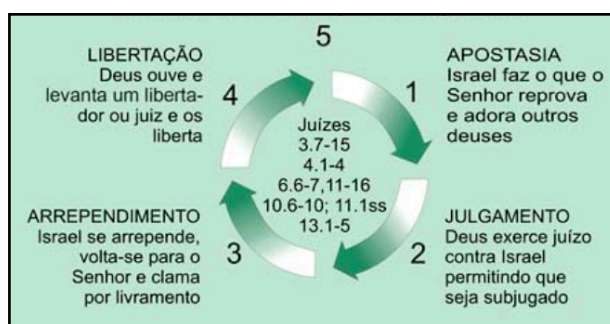 5
LIBERTAÇÃO
Deus ouve e
levanta um liberta-
dor ou juiz e os
liberta
4
APOSTASIA
Israel faz o que o
Senhor reprova
e adora outros
deuses
1
Juízes
3.7-15
4.1-4
6.6-7,11-16
10.6-10; 11.1ss
13.1-5
ARREPENDIMENTO
Israel se arrepende,
volta-se para o
Senhor e clama
por livramento
3
JULGAMENTO
Deus exerce juízo
contra Israel
permitindo que
seja subjugado
2